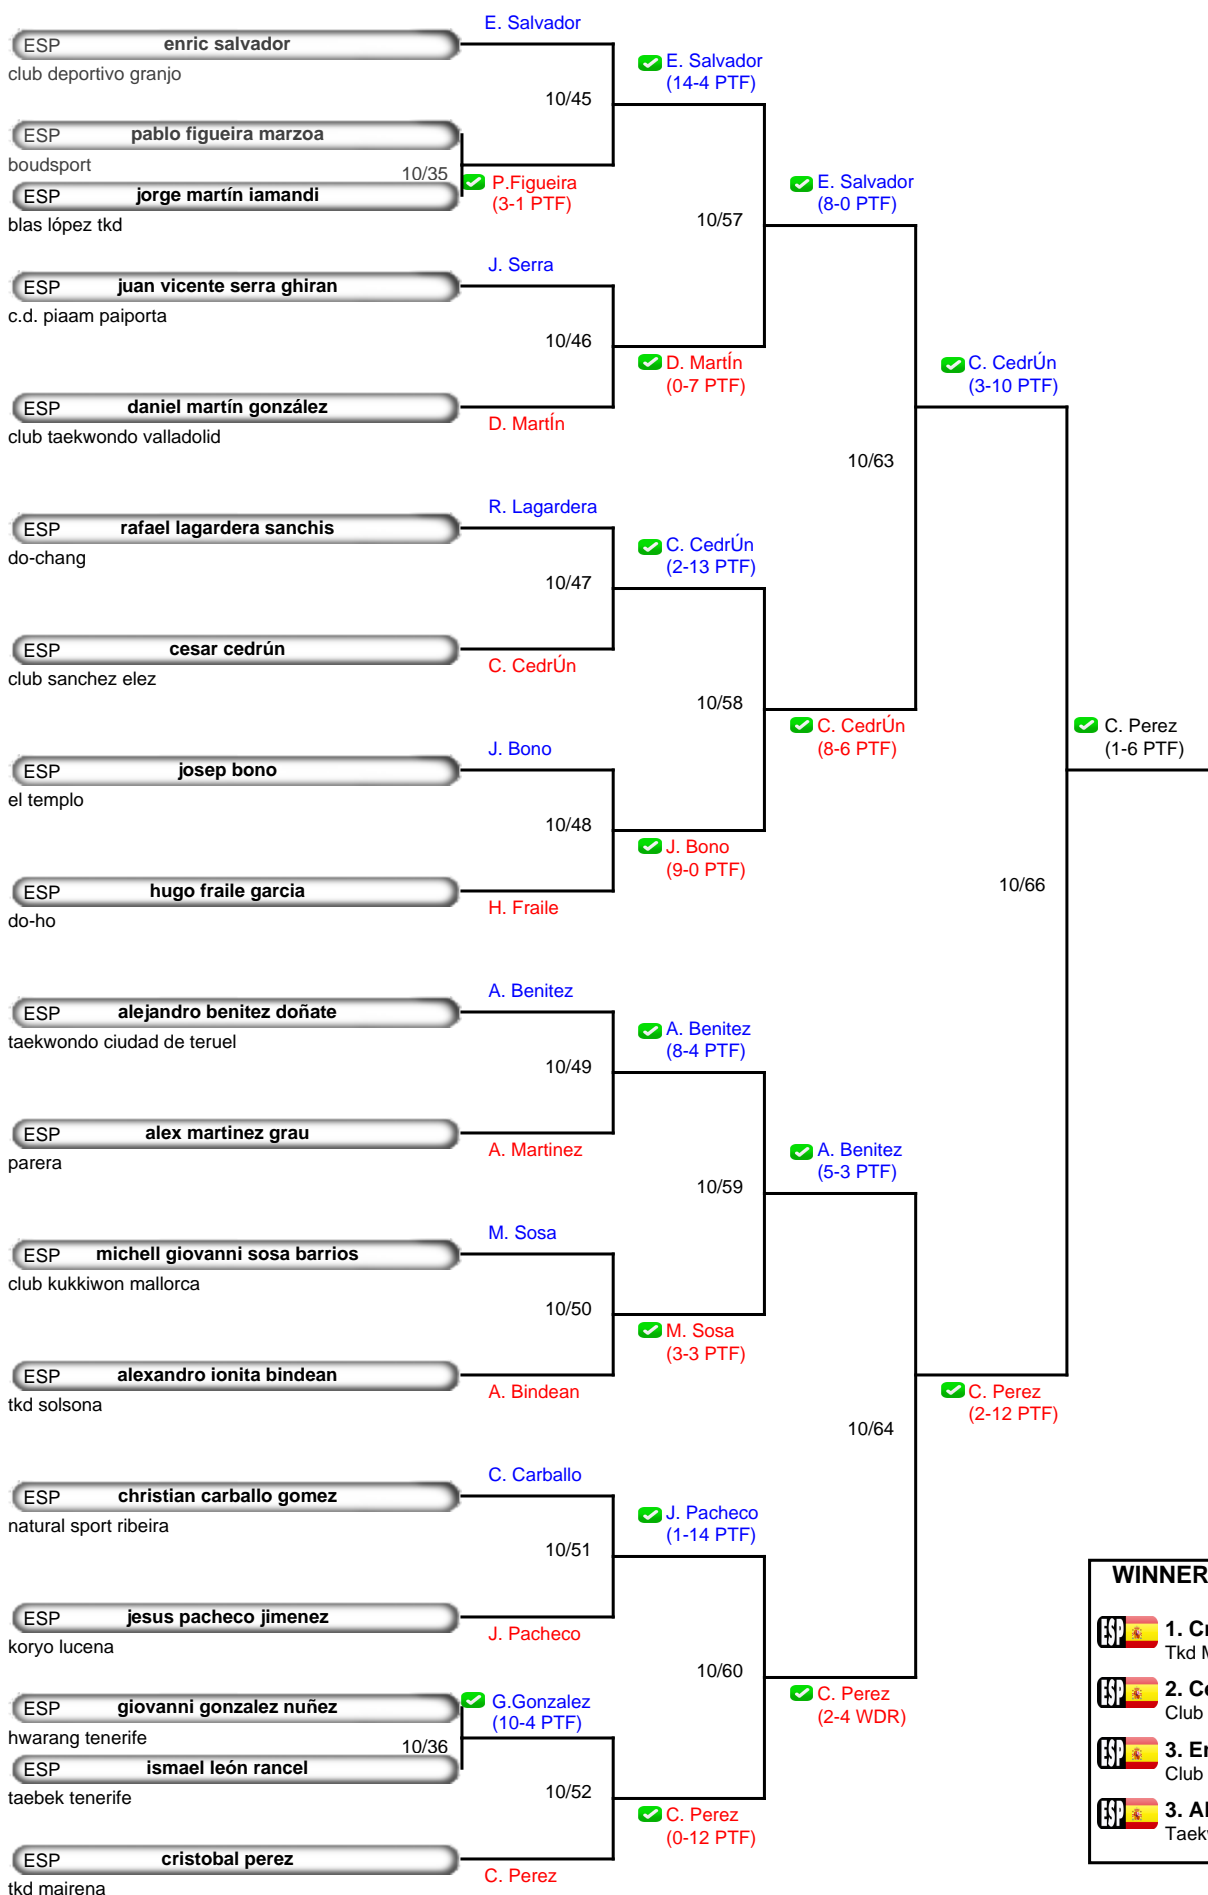 E. Salvador
ESP enric salvador
club deportivo granjo
E. Salvador
(14-4 PTF)
10/45
ESP pablo figueira marzoa
boudsport
10/35
P.Figueira
(3-1 PTF)
ESP jorge martín iamandi
blas lópez tkd
E. Salvador
(8-0 PTF)
10/57
J. Serra
ESP juan vicente serra ghiran
c.d. piaam paiporta
10/46
D. MartÍn
(0-7 PTF)
C. CedrÚn
(3-10 PTF)
ESP daniel martín gonzález
club taekwondo valladolid
D. MartÍn
10/63
R. Lagardera
ESP rafael lagardera sanchis
do-chang
C. CedrÚn
(2-13 PTF)
10/47
ESP cesar cedrún
club sanchez elez
C. CedrÚn
10/58
C. CedrÚn
(8-6 PTF)
C. Perez
(1-6 PTF)
J. Bono
ESP josep bono
el templo
10/48
J. Bono
(9-0 PTF)
ESP hugo fraile garcia
do-ho
H. Fraile
10/66
A. Benitez
ESP alejandro benitez doñate
taekwondo ciudad de teruel
A. Benitez
(8-4 PTF)
10/49
ESP alex martinez grau
parera
A. Martinez
A. Benitez
(5-3 PTF)
10/59
M. Sosa
ESP michell giovanni sosa barrios
club kukkiwon mallorca
10/50
M. Sosa
(3-3 PTF)
ESP alexandro ionita bindean
tkd solsona
A. Bindean
C. Perez
(2-12 PTF)
10/64
C. Carballo
ESP christian carballo gomez
natural sport ribeira
J. Pacheco
(1-14 PTF)
10/51
ESP jesus pacheco jimenez
koryo lucena
J. Pacheco
10/60
C. Perez
(2-4 WDR)
ESP giovanni gonzalez nuñez
hwarang tenerife
G.Gonzalez
(10-4 PTF)
10/36
ESP ismael león rancel
taebek tenerife
10/52
C. Perez
(0-12 PTF)
ESP cristobal perez
tkd mairena
C. Perez
WINNER
ESP 1.
Tkd
ESP 2.
Club
ESP 3.
Club
ESP 3.